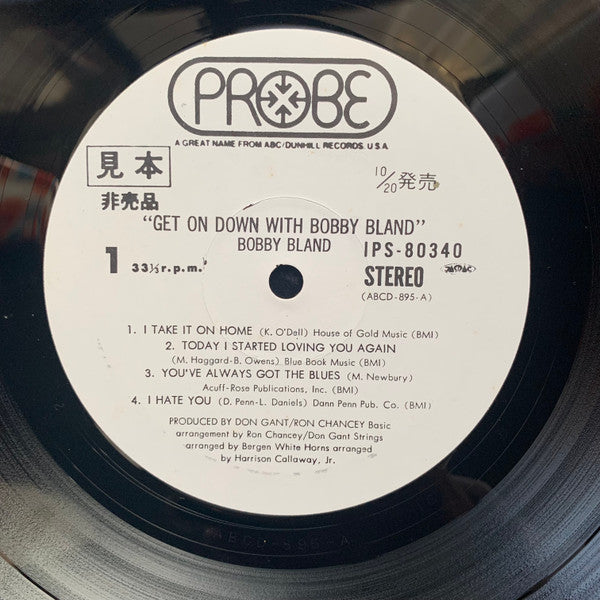 PROBE
A GREAT NAME FROM ABC/DUNHILL RECORDS. U.S.A
見本
非売品
10/20発売
"GET ON DOWN WITH BOBBY BLAND"
BOBBY BLAND
IPS-80340
1
33⅓ r.p.m.
STEREO
JASRAC
(ABCD-895-A)
1. I TAKE IT ON HOME (K. O'Dell) House of Gold Music (BMI)
2. TODAY I STARTED LOVING YOU AGAIN
(M. Haggard-B. Owens) Blue Book Music (BMI)
3. YOU'VE ALWAYS GOT THE BLUES (M. Newbury)
Acuff-Rose Publications, Inc. (BMI)
4. I HATE YOU (D. Penn-L. Daniels) Dann Penn Pub. Co. (BMI)
PRODUCED BY DON GANT/RON CHANCEY Basic
arrangement by Ron Chancey/Don Gant Strings
arranged by Bergen White Horns arranged
by Harrison Callaway, Jr.
ABCD-895-A